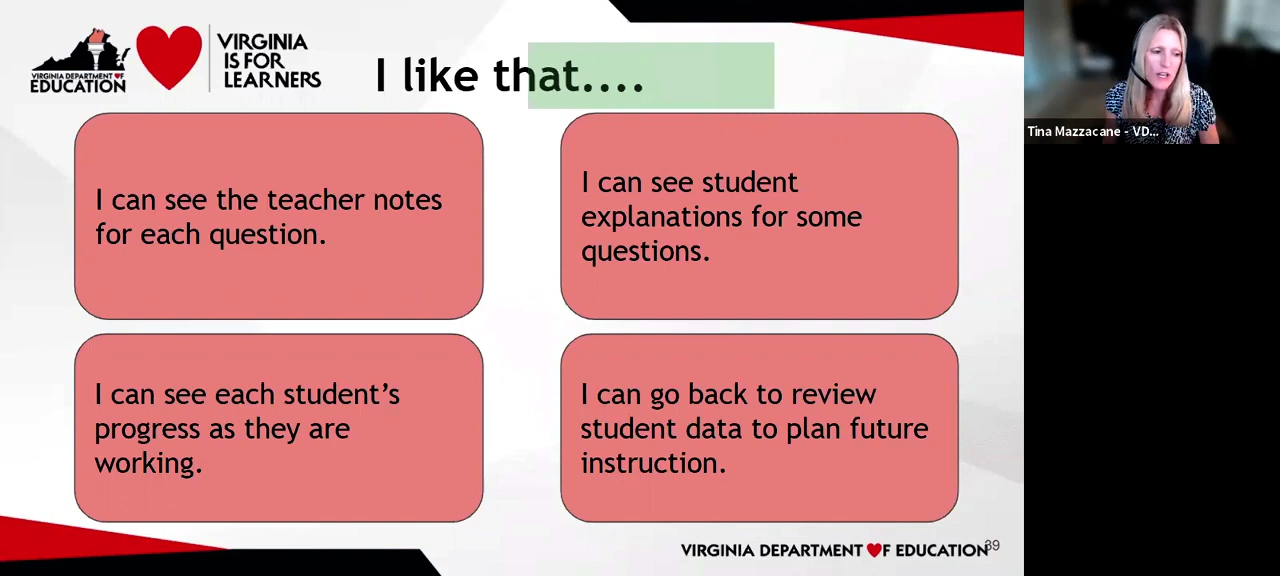 VIRGINIA DEPARTMENT OF
EDUCATION
VIRGINIA
IS FOR
LEARNERS
I like that....
I can see the teacher notes
for each question.
I can see student
explanations for some
questions.
I can see each student’s
progress as they are
working.
I can go back to review
student data to plan future
instruction.
VIRGINIA DEPARTMENT OF EDUCATION
39
Tina Mazzacane - VD...